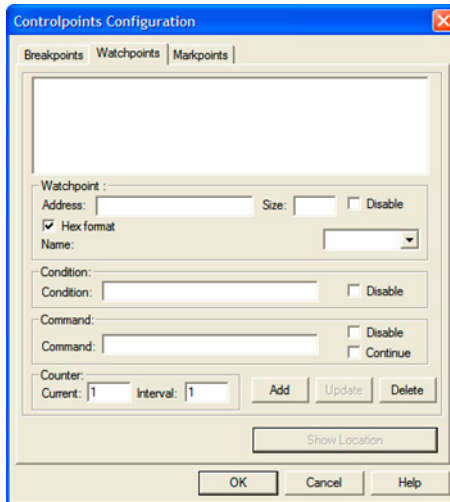 Controlpoints Configuration
Breakpoints Watchpoints Markpoints
Watchpoint :
Address: Size: Disable
Hex format
Name:
Condition:
Condition: Disable
Command:
Disable
Command:
Continue
Counter:
Current: 1 Interval: 1 Add Update Delete
Show Location
OK Cancel Help